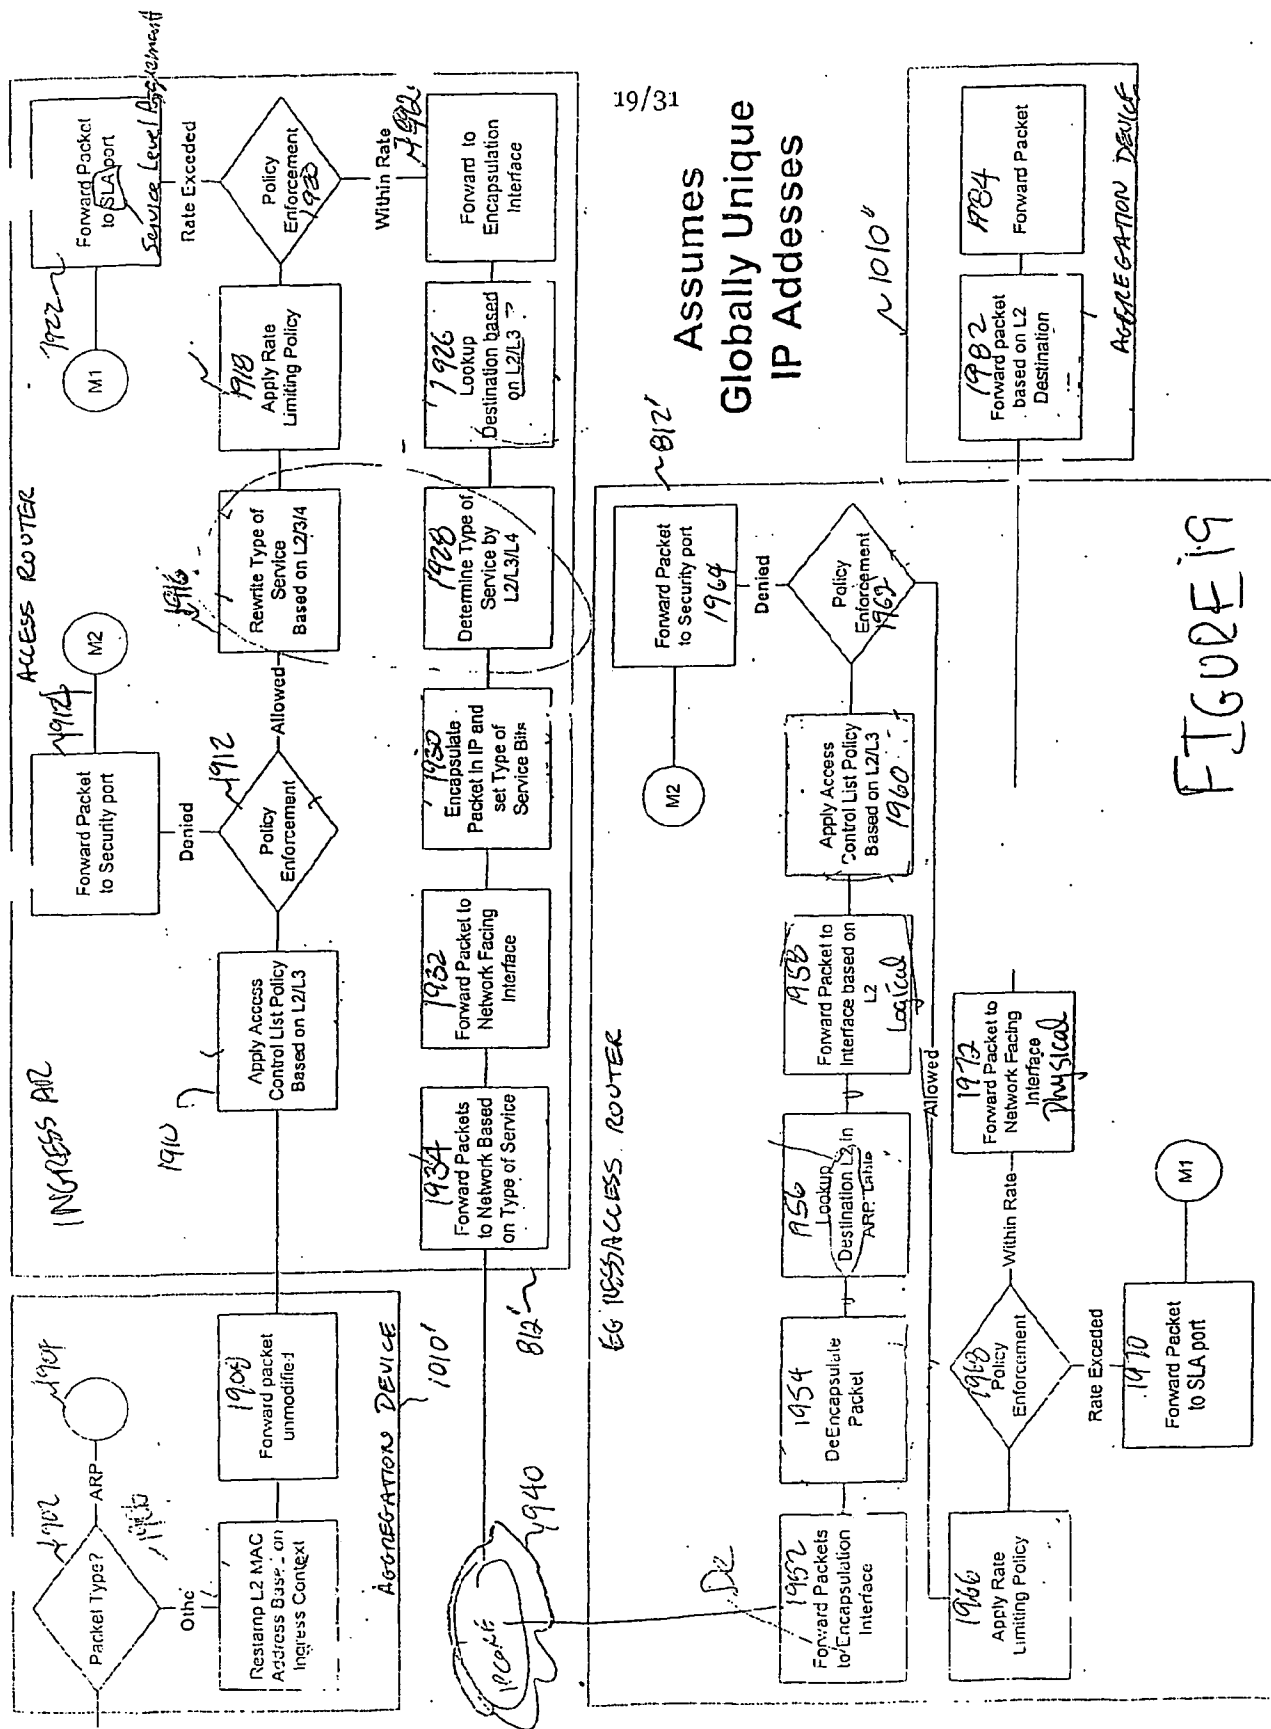 19/31
Assumes
Globally Unique
IP Addesses
FIGURE 19
Packet Type?
1902
ARP
1904
Othe
Restamp L2 MAC
Address Based on
Ingress Context
1908
Forward packet
unmodified
AGGREGATION DEVICE
1010'
INGRESS AR
ACCESS ROUTER
1910
Apply Access
Control List Policy
Based on L2/L3
1912
Policy
Enforcement
Denied
Forward Packet
to Security port
M2
Allowed
1916
Rewrite Type of
Service
Based on L2/3/4
1918
Apply Rate
Limiting Policy
Policy
Enforcement
1920
Rate Exceeded
Forward Packet
to SLA port
Service Level Agreement
1922
M1
Within Rate
Forward to
Encapsulation
Interface
1926
Lookup
Destination based
on L2/L3 ?
1928
Determine Type of
Service by
L2/L3/L4
1930
Encapsulate
Packet in IP and
set Type of
Service Bits
1932
Forward Packet to
Network Facing
Interface
1934
Forward Packets
to Network Based
on Type of Service
812'
IPCORE
1940
EGRESS ACCESS ROUTER
812'
De
1952
Forward Packets
to Encapsulation
Interface
1954
DeEncapsulate
Packet
1956
Lookup
Destination L2 in
ARP Table
1958
Forward Packet to
Interface based on
L2
Logical
Apply Access
Control List Policy
Based on L2/L3
1960
Policy
Enforcement
1962
Denied
Forward Packet
to Security port
1964
M2
Allowed
1966
Apply Rate
Limiting Policy
1968
Policy
Enforcement
Rate Exceeded
1970
Forward Packet
to SLA port
M1
Within Rate
1972
Forward Packet to
Network Facing
Interface
Physical
1010"
1982
Forward packet
based on L2
Destination
1984
Forward Packet
AGGREGATION DEVICE